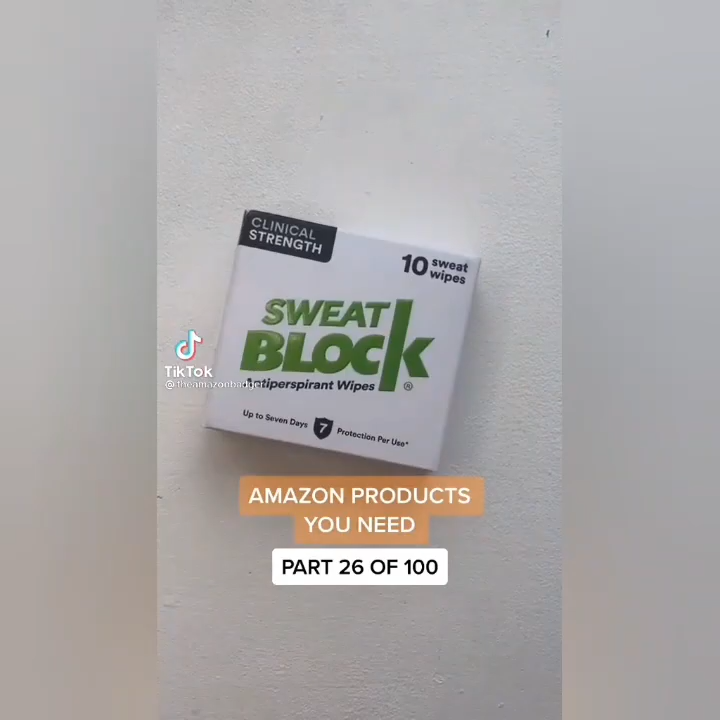 CLINICAL
STRENGTH
10 sweat
wipes
SWEAT
BLOCK®
Antiperspirant Wipes
Up to Seven Days 7 Protection Per Use*
TikTok
AMAZON PRODUCTS
YOU NEED
PART 26 OF 100